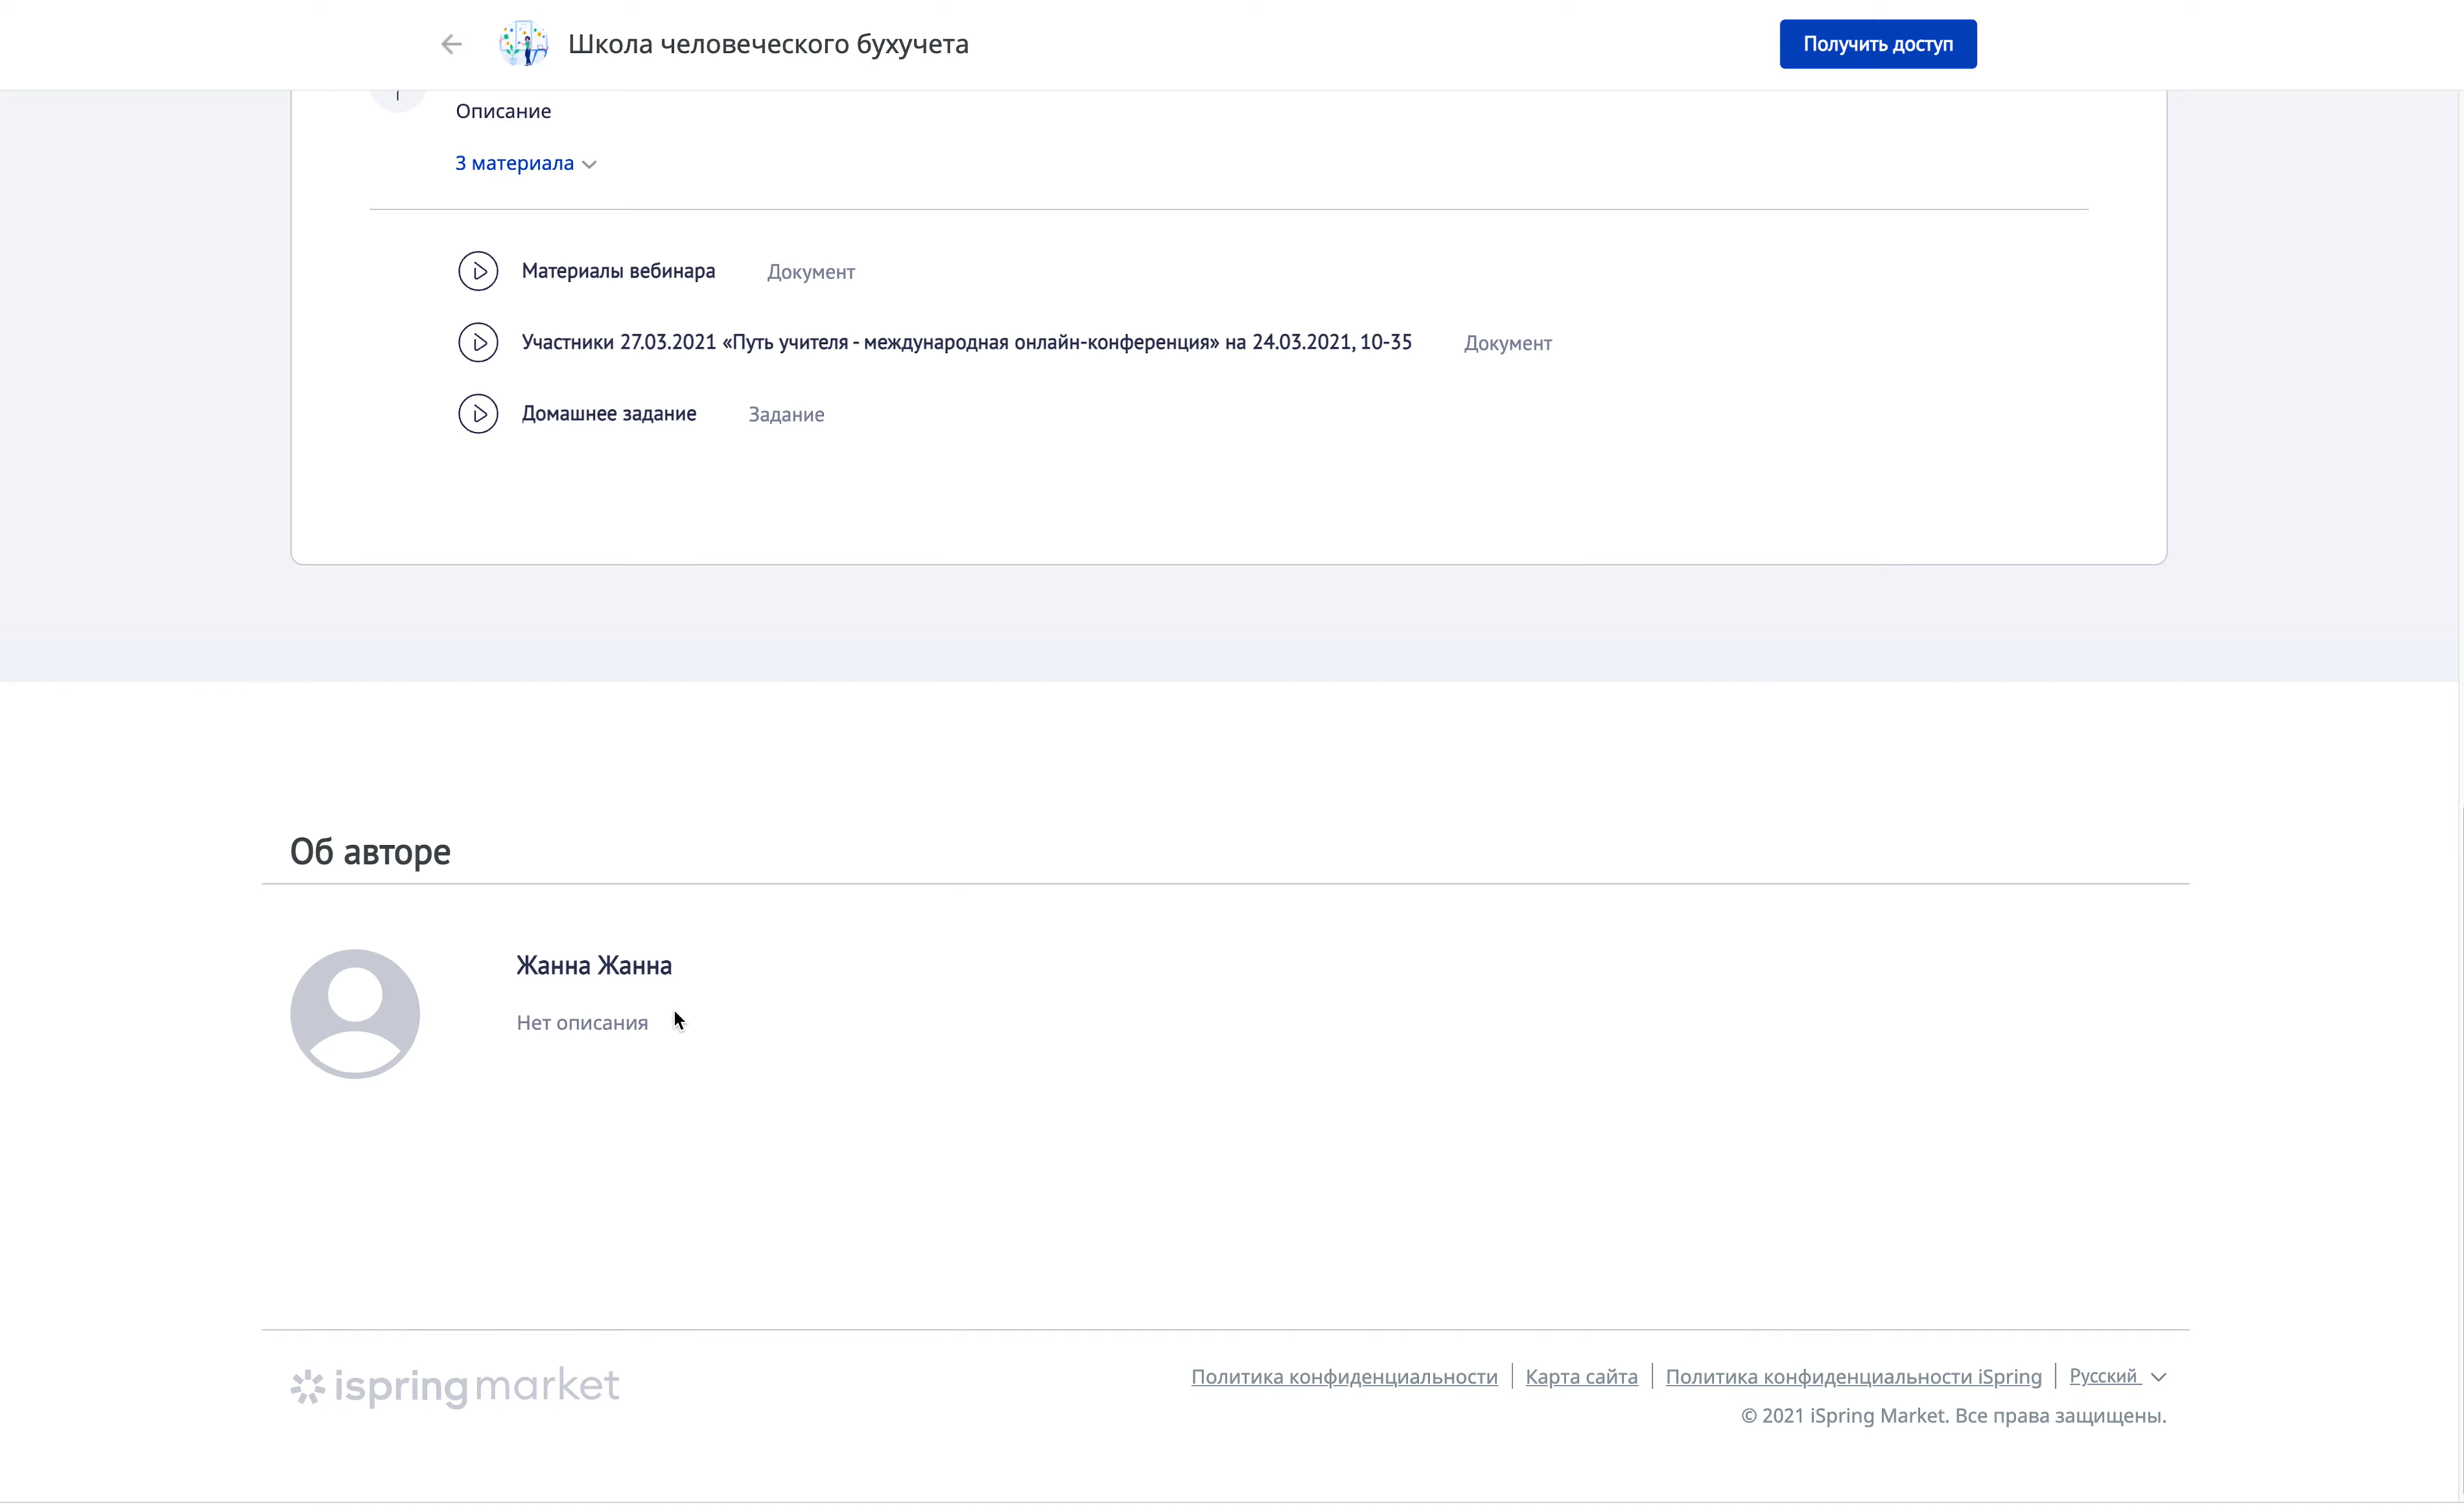 Школа человеческого бухучета
Получить доступ
Описание
3 материала
Материалы вебинара Документ
Участники 27.03.2021 «Путь учителя - международная онлайн-конференция» на 24.03.2021, 10-35 Документ
Домашнее задание Задание
Об авторе
Жанна Жанна
Нет описания
ispring market
Политика конфиденциальности Карта сайта Политика конфиденциальности iSpring Русский
© 2021 iSpring Market. Все права защищены.